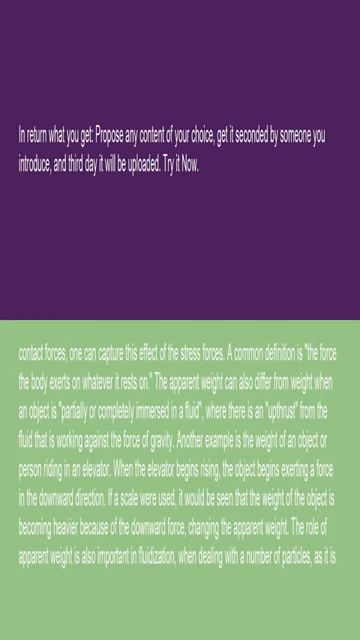 In return what you get: Propose any content of your choice, get it seconded by someone you
introduce, and third day it will be uploaded. Try it Now.
contact forces, one can capture this effect of the stress forces. A common definition is "the force
the body exerts on whatever it rests on." The apparent weight can also differ from weight when
an object is "partially or completely immersed in a fluid", where there is an "upthrust" from the
fluid that is working against the force of gravity. Another example is the weight of an object or
person riding in an elevator. When the elevator begins rising, the object begins exerting a force
in the downward direction. If a scale were used, it would be seen that the weight of the object is
becoming heavier because of the downward force, changing the apparent weight. The role of
apparent weight is also important in fluidization, when dealing with a number of particles, as it is